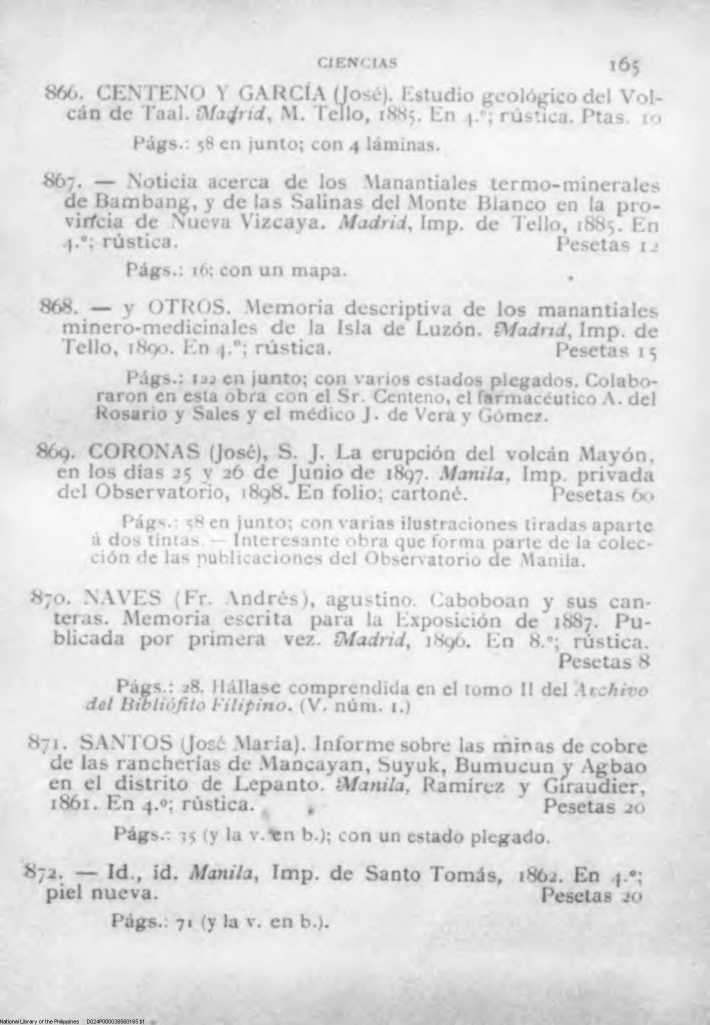 CIENCIAS 165
866. CENTENO Y GARCÍA (José). Estudio geológico del Vol-
cán de Taal. Madrid, M. Tello, 1885. En 4.º; rústica. Ptas. 10
Págs.: 58 en junto; con 4 láminas.
867. — Noticia acerca de los Manantiales termo-minerales
de Bambang, y de las Salinas del Monte Blanco en la pro-
vincia de Nueva Vizcaya. Madrid, Imp. de Tello, 1885. En
4.º; rústica. Pesetas 12
Págs.: 16; con un mapa.
868. — y OTROS. Memoria descriptiva de los manantiales
minero-medicinales de la Isla de Luzón. Madrid, Imp. de
Tello, 1890. En 4.º; rústica. Pesetas 15
Págs.: 122 en junto; con varios estados plegados. Colabo-
raron en esta obra con el Sr. Centeno, el farmacéutico A. del
Rosario y Sales y el médico J. de Vera y Gómez.
869. CORONAS (José), S. J. La erupción del volcán Mayón,
en los días 25 y 26 de Junio de 1897. Manila, Imp. privada
del Observatorio, 1898. En folio; cartoné. Pesetas 60
Págs.: 58 en junto; con varias ilustraciones tiradas aparte
á dos tintas. — Interesante obra que forma parte de la colec-
ción de las publicaciones del Observatorio de Manila.
870. NAVES (Fr. Andrés), agustino. Caboboan y sus can-
teras. Memoria escrita para la Exposición de 1887. Pu-
blicada por primera vez. Madrid, 1896. En 8.º; rústica.
Pesetas 8
Págs.: 28. Hállase comprendida en el tomo II del Archivo
del Bibliófilo Filipino. (V. núm. 1.)
871. SANTOS (José María). Informe sobre las minas de cobre
de las rancherías de Mancayan, Suyuk, Bumucun y Agbao
en el distrito de Lepanto. Manila, Ramírez y Giraudier,
1861. En 4.º; rústica. Pesetas 20
Págs.: 35 (y la v. en b.); con un estado plegado.
872. — Id., id. Manila, Imp. de Santo Tomás, 1862. En 4.º;
piel nueva. Pesetas 20
Págs.: 71 (y la v. en b.).
National Library of the Philippines